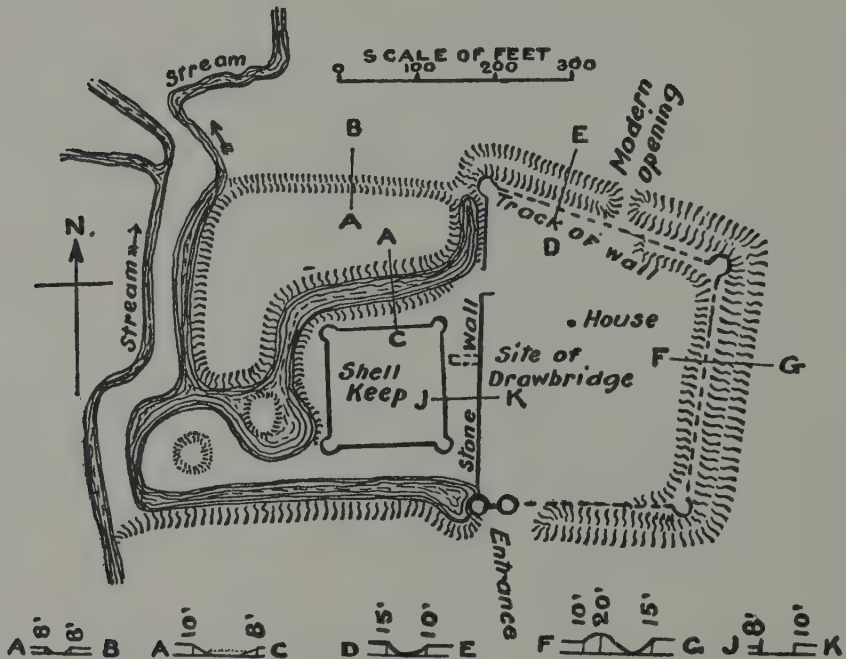 SCALE OF FEET
0 100 200 300
Stream
B
A
E
Modern
Opening
N.
Track of Wall
D
A
Stream
C
Wall
House
Shell
Keep
Site of
Drawbridge
F
G
J
K
Stone
Entrance
A 8' 8' B
A 10' 8' C
D 15' 10' E
F 10' 20' 15' G
J 8' 10' K